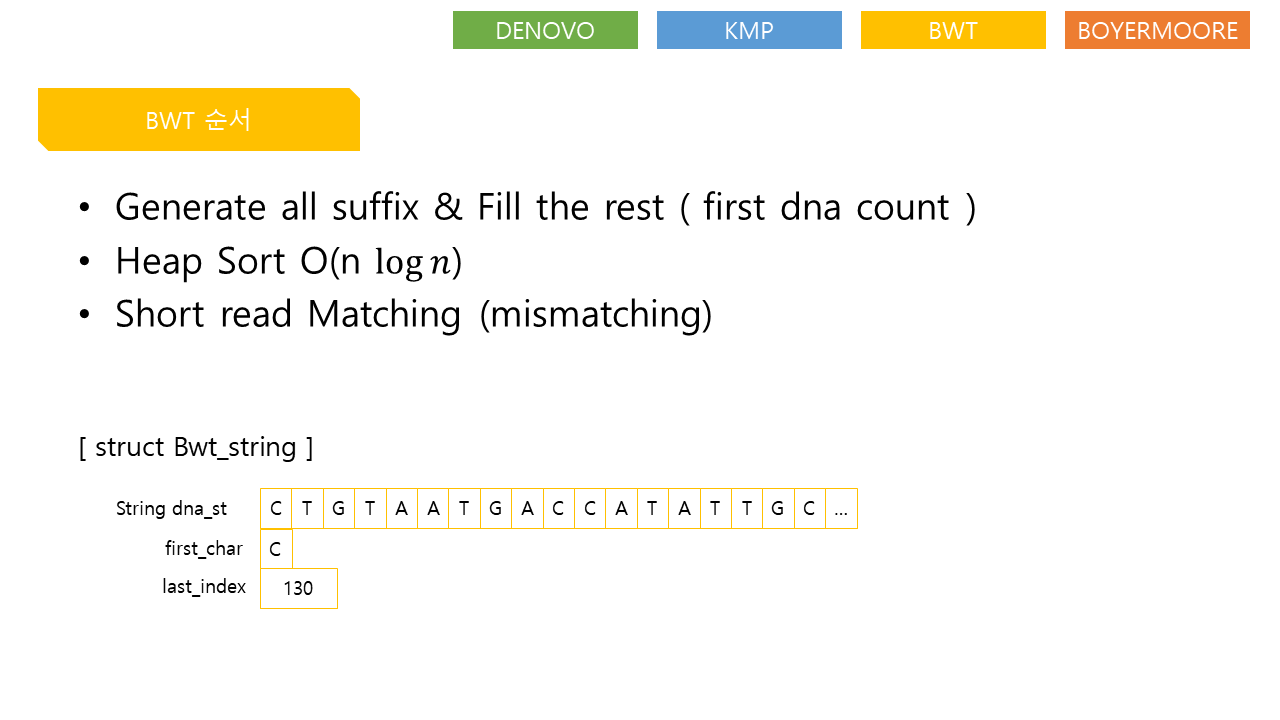 DENOVO KMP BWT BOYERMOORE
BWT 순서
• Generate all suffix & Fill the rest ( first dna count )
• Heap Sort O(n log n)
• Short read Matching (mismatching)
[ struct Bwt_string ]
String dna_st C T G T A A T G A C C A T A T T G C ...
first_char C
last_index 130